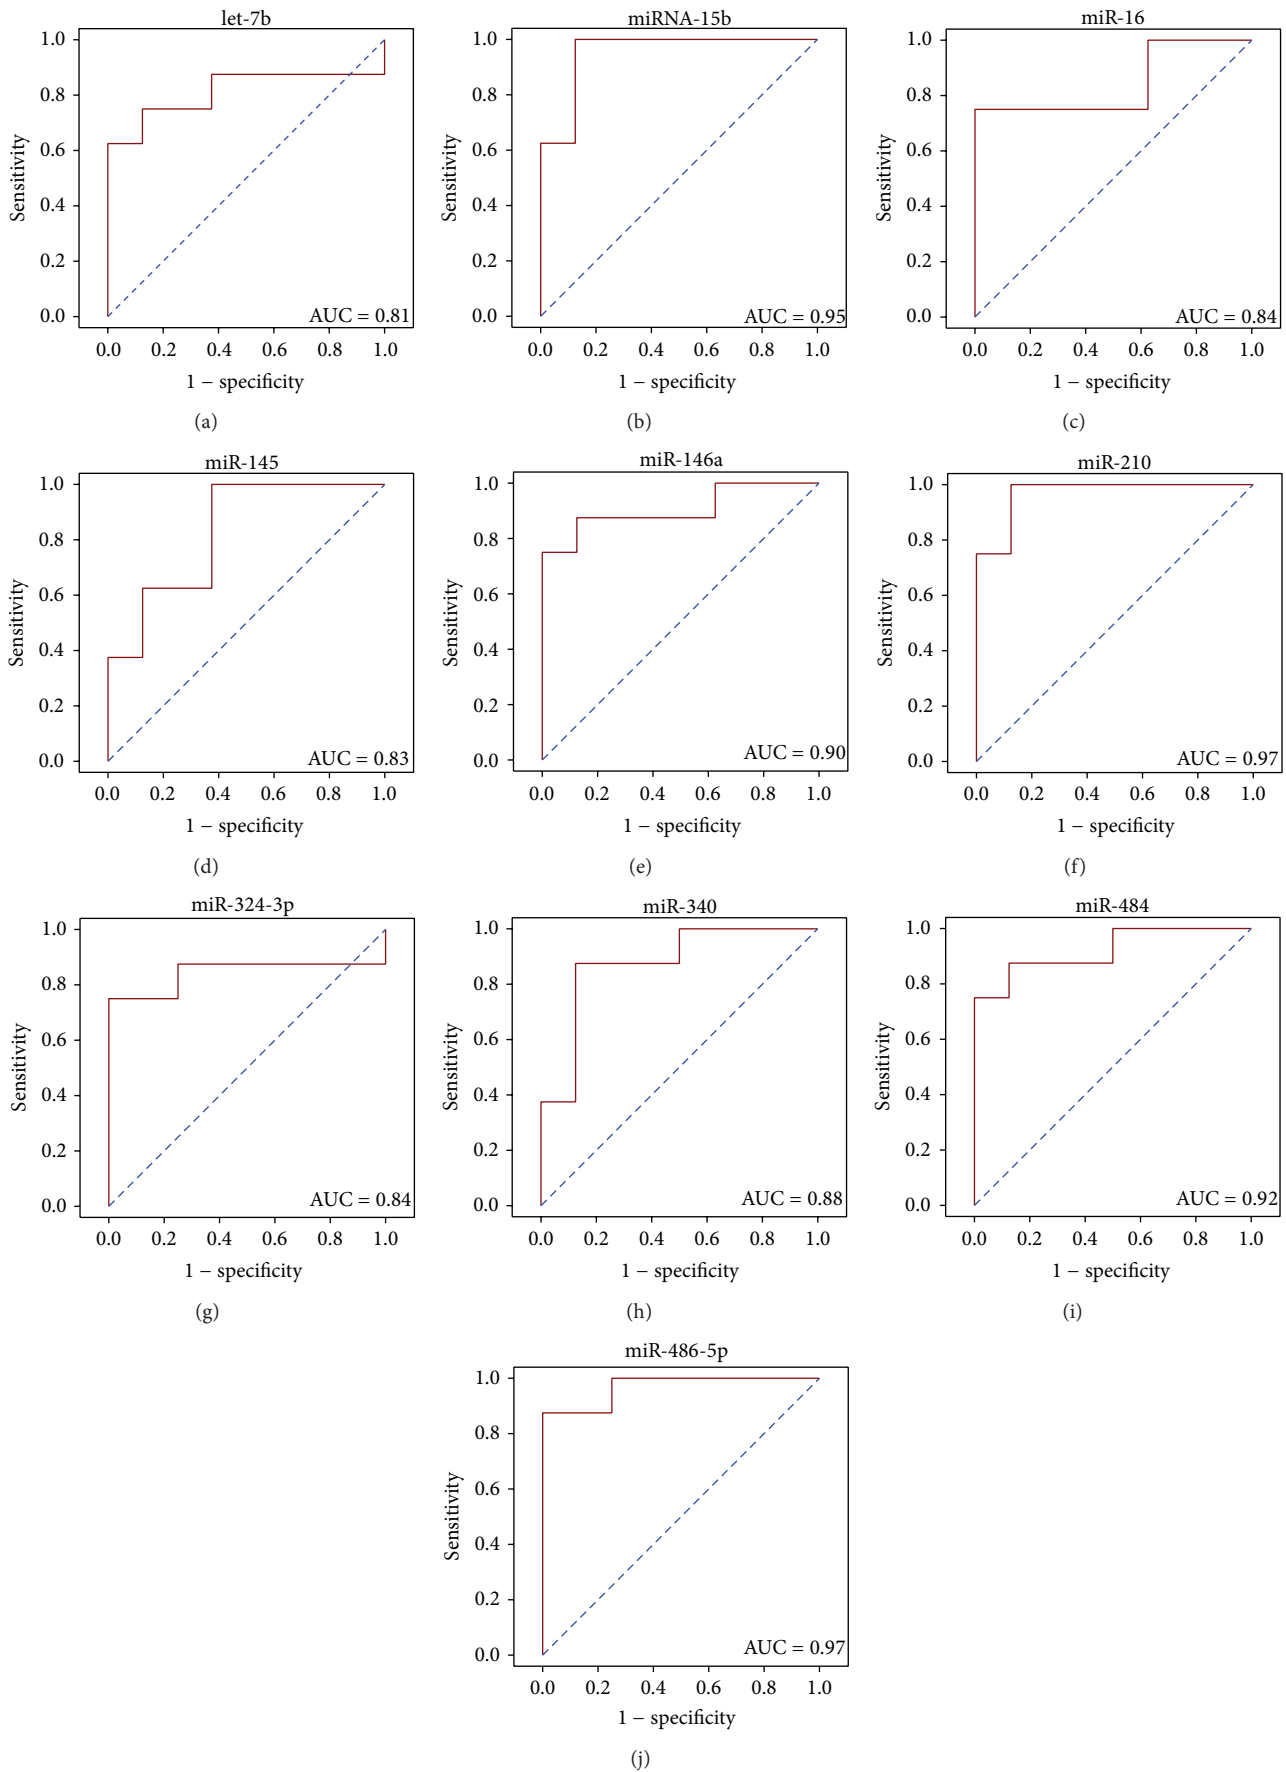 let-7b
1.0
0.8
0.6
0.4
0.2
0.0
Sensitivity
AUC = 0.81
0.0 0.2 0.4 0.6 0.8 1.0
1 − specificity
(a)
miRNA-15b
1.0
0.8
0.6
0.4
0.2
0.0
Sensitivity
AUC = 0.95
0.0 0.2 0.4 0.6 0.8 1.0
1 − specificity
(b)
miR-16
1.0
0.8
0.6
0.4
0.2
0.0
Sensitivity
AUC = 0.84
0.0 0.2 0.4 0.6 0.8 1.0
1 − specificity
(c)
miR-145
1.0
0.8
0.6
0.4
0.2
0.0
Sensitivity
AUC = 0.83
0.0 0.2 0.4 0.6 0.8 1.0
1 − specificity
(d)
miR-146a
1.0
0.8
0.6
0.4
0.2
0.0
Sensitivity
AUC = 0.90
0.0 0.2 0.4 0.6 0.8 1.0
1 − specificity
(e)
miR-210
1.0
0.8
0.6
0.4
0.2
0.0
Sensitivity
AUC = 0.97
0.0 0.2 0.4 0.6 0.8 1.0
1 − specificity
(f)
miR-324-3p
1.0
0.8
0.6
0.4
0.2
0.0
Sensitivity
AUC = 0.84
0.0 0.2 0.4 0.6 0.8 1.0
1 − specificity
(g)
miR-340
1.0
0.8
0.6
0.4
0.2
0.0
Sensitivity
AUC = 0.88
0.0 0.2 0.4 0.6 0.8 1.0
1 − specificity
(h)
miR-484
1.0
0.8
0.6
0.4
0.2
0.0
Sensitivity
AUC = 0.92
0.0 0.2 0.4 0.6 0.8 1.0
1 − specificity
(i)
miR-486-5p
1.0
0.8
0.6
0.4
0.2
0.0
Sensitivity
AUC = 0.97
0.0 0.2 0.4 0.6 0.8 1.0
1 − specificity
(j)